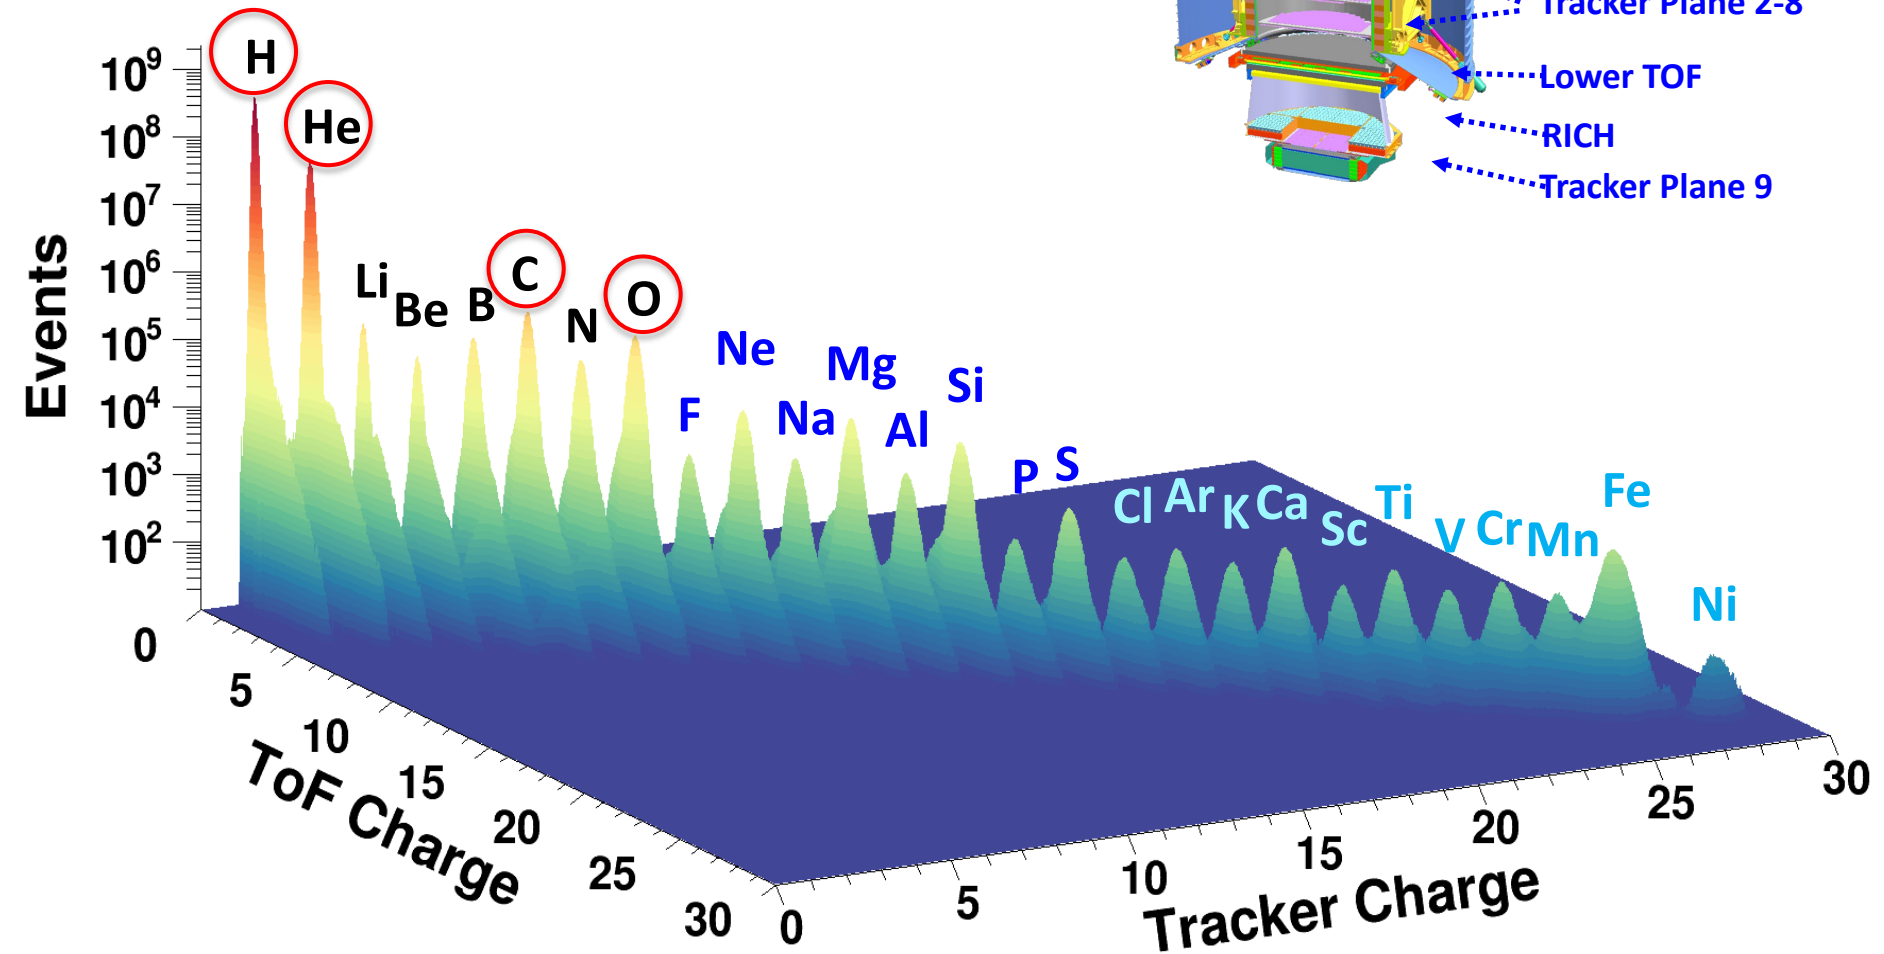 Tracker Plane 2-8
Lower TOF
RICH
Tracker Plane 9
Events
10⁹
10⁸
10⁷
10⁶
10⁵
10⁴
10³
10²
H
He
Li
Be
B
C
N
O
F
Ne
Na
Mg
Al
Si
P
S
Cl
Ar
K
Ca
Sc
Ti
V
Cr
Mn
Fe
Ni
0
5
10
15
20
25
30
ToF Charge
0
5
10
15
20
25
30
Tracker Charge